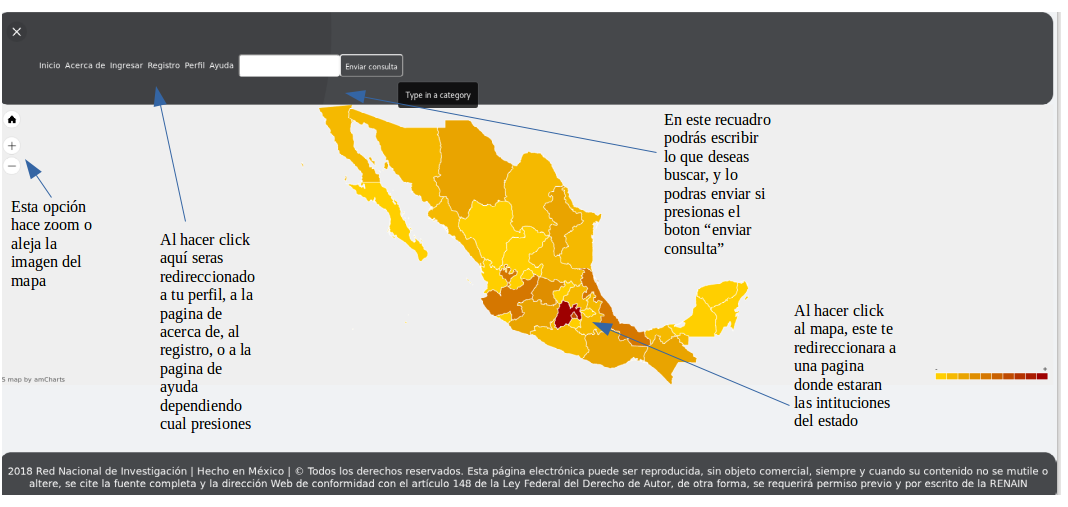 Inicio Acerca de Ingresar Registro Perfil Ayuda Enviar consulta
Type in a category
En este recuadro
podrás escribir
lo que deseas
buscar, y lo
podras enviar si
presionas el
boton “enviar
consulta”
Esta opción
hace zoom o
aleja la
imagen del
mapa
Al hacer click
aquí seras
redireccionado
a tu perfil, a la
pagina de
acerca de, al
registro, o a la
pagina de
ayuda
dependiendo
cual presiones
Al hacer click
al mapa, este te
redireccionara a
una pagina
donde estaran
las intituciones
del estado
5 map by amCharts
2018 Red Nacional de Investigación | Hecho en México | © Todos los derechos reservados. Esta página electrónica puede ser reproducida, sin objeto comercial, siempre y cuando su contenido no se mutile o
altere, se cite la fuente completa y la dirección Web de conformidad con el artículo 148 de la Ley Federal del Derecho de Autor, de otra forma, se requerirá permiso previo y por escrito de la RENAIN